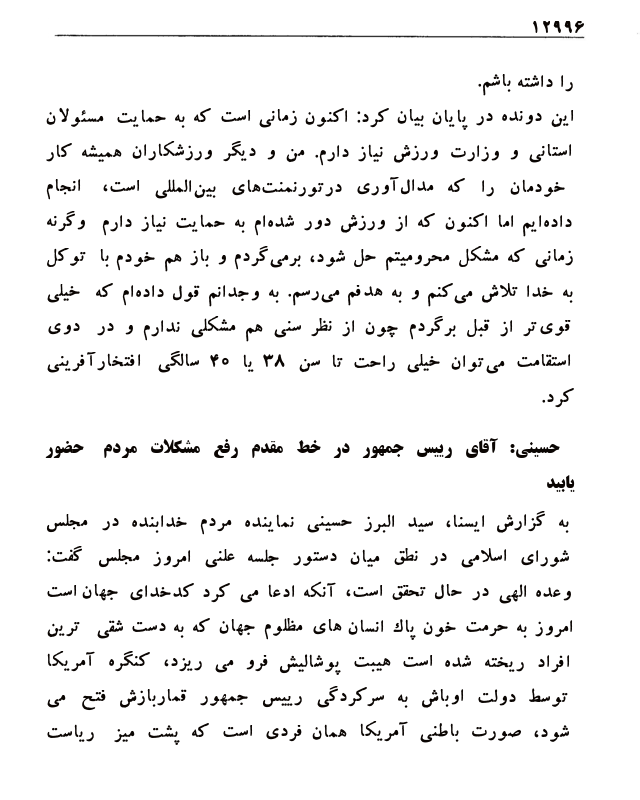 ۱۲۹۹۶
را داشته باشم.
این دونده در پایان بیان کرد: اکنون زمانی است که به حمایت مسئولان
استانی و وزارت ورزش نیاز دارم. من و دیگر ورزشکاران همیشه کار
خودمان را که مدال‌آوری درتورنمنت‌های بین‌المللی است، انجام
داده‌ایم اما اکنون که از ورزش دور شده‌ام به حمایت نیاز دارم وگرنه
زمانی که مشکل محرومیتم حل شود، برمی‌گردم و باز هم خودم با توکل
به خدا تلاش می‌کنم و به هدفم می‌رسم. به وجدانم قول داده‌ام که خیلی
قوی‌تر از قبل برگردم چون از نظر سنی هم مشکلی ندارم و در دوی
استقامت می‌توان خیلی راحت تا سن ۳۸ یا ۴۰ سالگی افتخارآفرینی
کرد.
حسینی: آقای رییس جمهور در خط مقدم رفع مشکلات مردم حضور
یابید
به گزارش ایسنا، سید البرز حسینی نماینده مردم خدابنده در مجلس
شورای اسلامی در نطق میان دستور جلسه علنی امروز مجلس گفت:
وعده الهی در حال تحقق است، آنکه ادعا می کرد کدخدای جهان است
امروز به حرمت خون پاك انسان های مظلوم جهان که به دست شقی ترین
افراد ریخته شده است هیبت پوشالیش فرو می ریزد، کنگره آمریکا
توسط دولت اوباش به سرکردگی رییس جمهور قماربازش فتح می
شود، صورت باطنی آمریکا همان فردی است که پشت میز ریاست